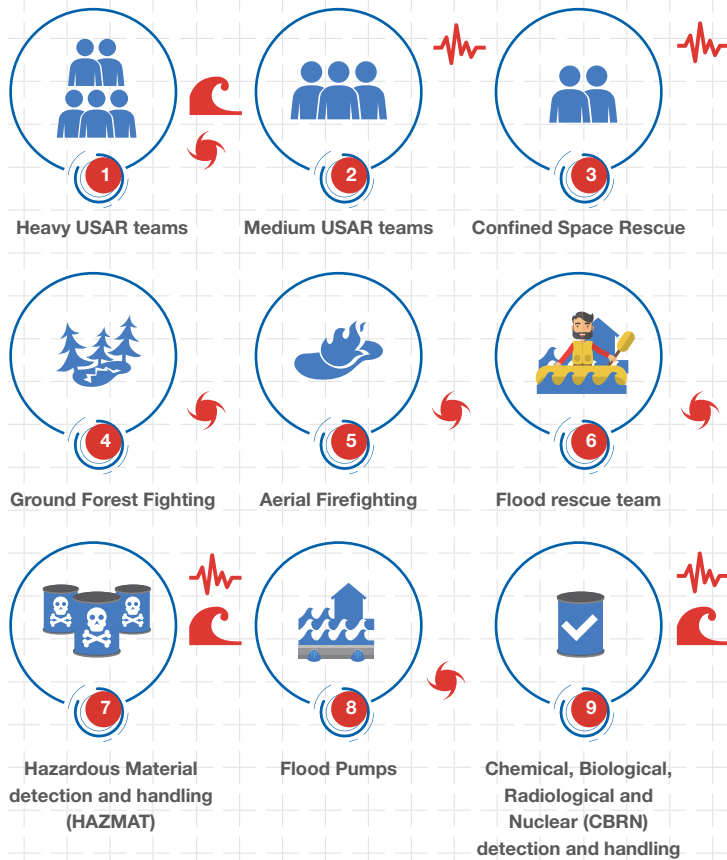 1
Heavy USAR teams
2
Medium USAR teams
3
Confined Space Rescue
4
Ground Forest Fighting
5
Aerial Firefighting
6
Flood rescue team
7
Hazardous Material
detection and handling
(HAZMAT)
8
Flood Pumps
9
Chemical, Biological,
Radiological and
Nuclear (CBRN)
detection and handling